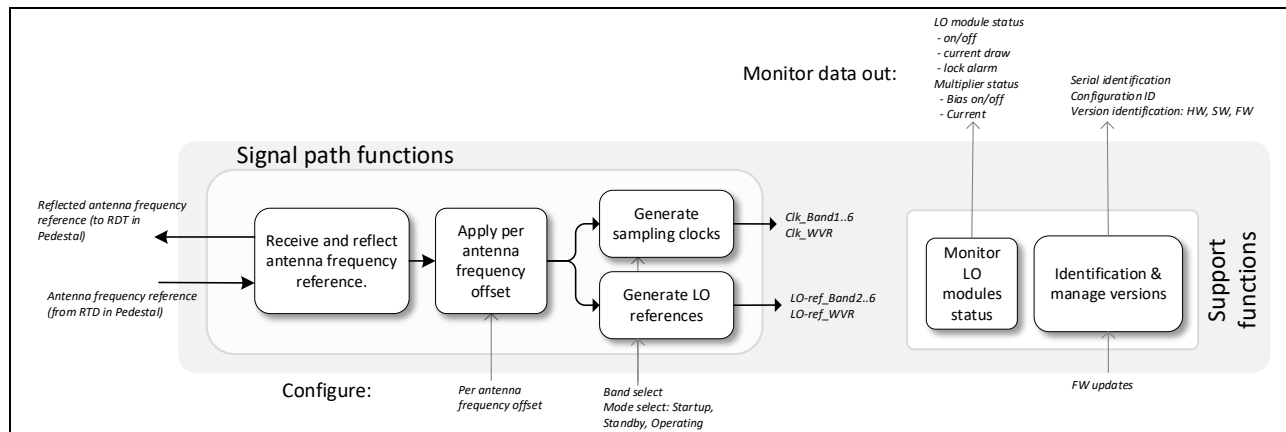 LO module status
- on/off
- current draw
- lock alarm
Multiplier status
- Bias on/off
- Current
Monitor data out:
Serial identification
Configuration ID
Version identification: HW, SW, FW
Signal path functions
Reflected antenna frequency
reference (to RDT in
Pedestal)
Antenna frequency reference
(from RTD in Pedestal)
Receive and reflect
antenna frequency
reference.
Apply per
antenna
frequency
offset
Generate
sampling clocks
Generate LO
references
Clk_Band1..6
Clk_WVR
LO-ref_Band2..6
LO-ref_WVR
Monitor
LO
modules
status
Identification &
manage versions
Support
functions
Configure:
Per antenna
frequency offset
Band select
Mode select: Startup,
Standby, Operating
FW updates